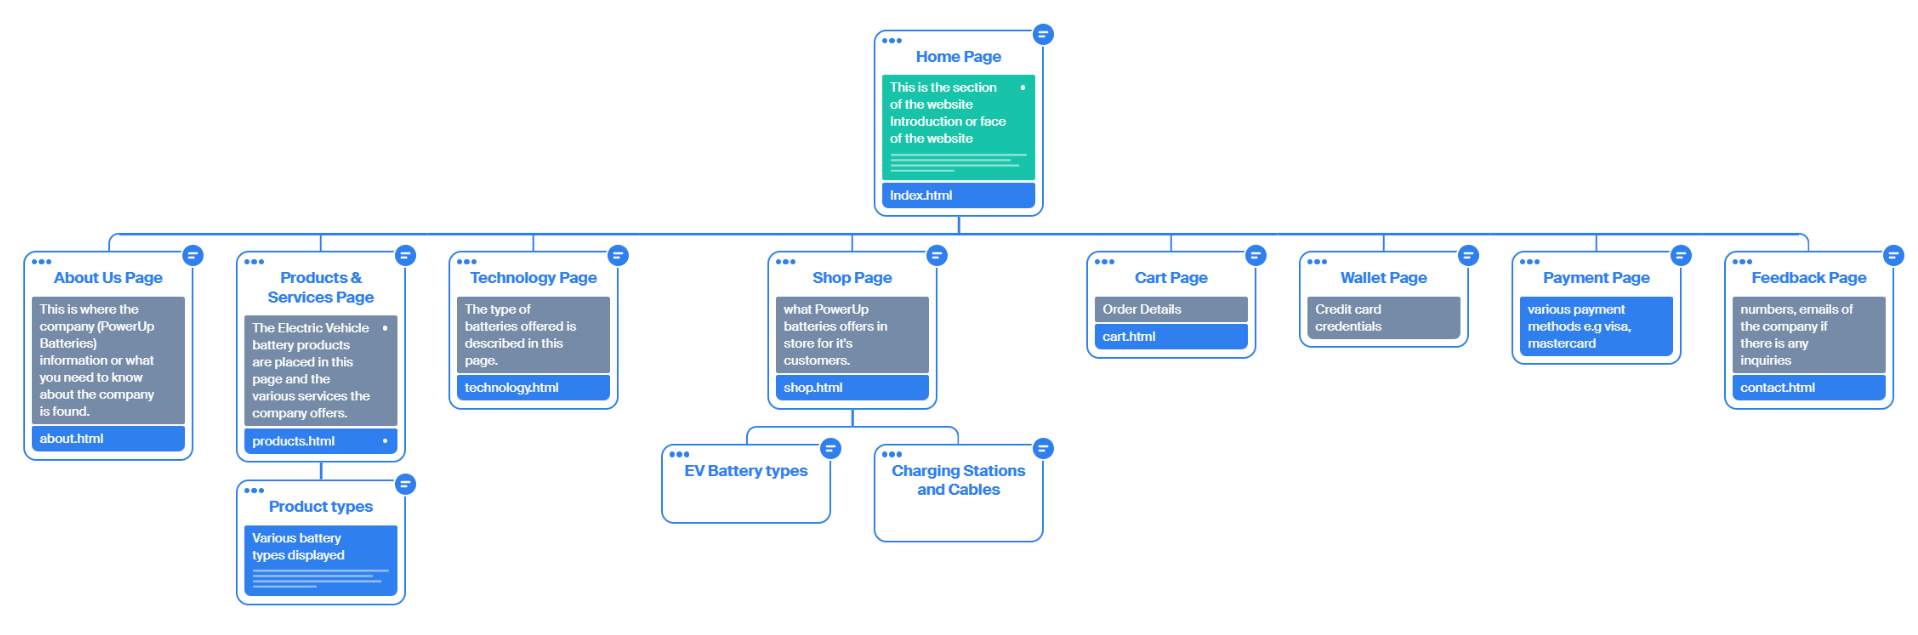 Home Page
This is the section
of the website
Introduction or face
of the website
Index.html
About Us Page
This is where the
company (PowerUp
Batteries)
information or what
you need to know
about the company
is found.
about.html
Products &
Services Page
The Electric Vehicle
battery products
are placed in this
page and the
various services the
company offers.
products.html
Product types
Various battery
types displayed
Technology Page
The type of
batteries offered is
described in this
page.
technology.html
Shop Page
what PowerUp
batteries offers in
store for it's
customers.
shop.html
EV Battery types
Charging Stations
and Cables
Cart Page
Order Details
cart.html
Wallet Page
Credit card
credentials
Payment Page
various payment
methods e.g visa,
mastercard
Feedback Page
numbers, emails of
the company if
there is any
inquiries
contact.html